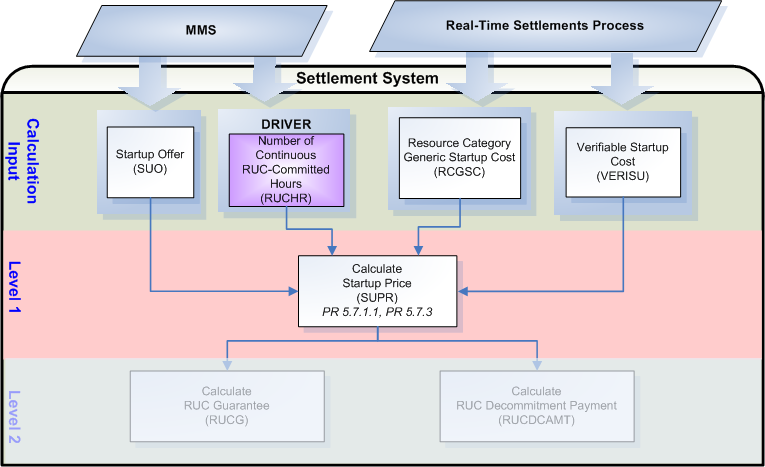 MMS
Real-Time Settlements Process
Settlement System
Calculation
Input
Startup Offer
(SUO)
DRIVER
Number of
Continuous
RUC-Committed
Hours
(RUCHR)
Resource Category
Generic Startup Cost
(RCGSC)
Verifiable Startup
Cost
(VERISU)
Level 1
Calculate
Startup Price
(SUPR)
PR 5.7.1.1, PR 5.7.3
Level 2
Calculate
RUC Guarantee
(RUCG)
Calculate
RUC Decommitment Payment
(RUCDCAMT)